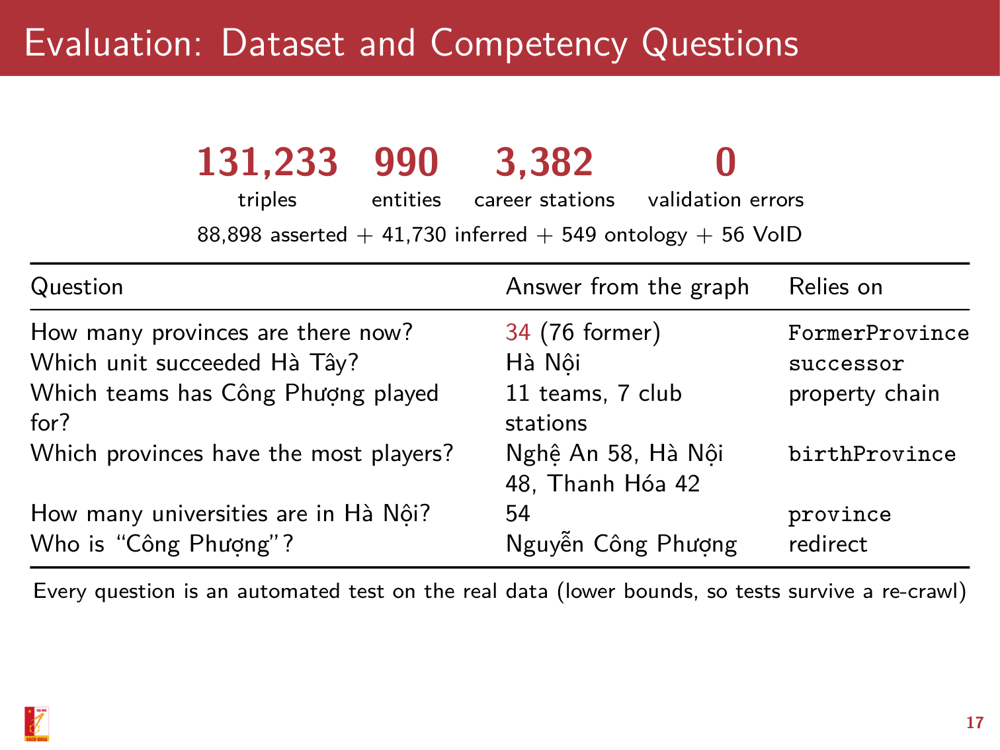 Evaluation: Dataset and Competency Questions
131,233 990 3,382 0
triples entities career stations validation errors
88,898 asserted + 41,730 inferred + 549 ontology + 56 VoID
Question Answer from the graph Relies on
How many provinces are there now? 34 (76 former) FormerProvince
Which unit succeeded Hà Tây? Hà Nội successor
Which teams has Công Phượng played 11 teams, 7 club property chain
for? stations
Which provinces have the most players? Nghệ An 58, Hà Nội birthProvince
48, Thanh Hóa 42
How many universities are in Hà Nội? 54 province
Who is “Công Phượng”? Nguyễn Công Phượng redirect
Every question is an automated test on the real data (lower bounds, so tests survive a re-crawl)
ĐẠI HỌC
BÁCH KHOA
17